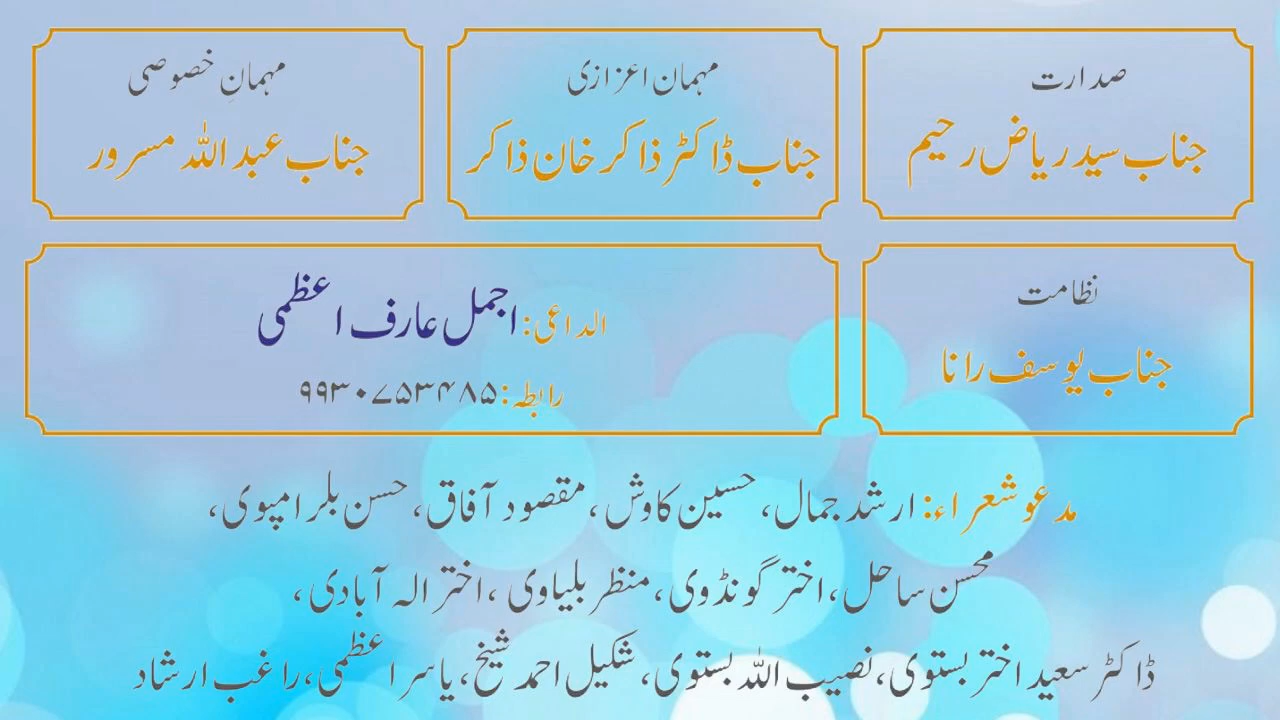 صدارت
جناب سید ریاض رحیم
مہمان اعزازی
جناب ڈاکٹر ذاکر خان ذاکر
مہمانِ خصوصی
جناب عبد اللہ مسرور
نظامت
جناب یوسف رانا
الداعی: اجمل عارف اعظمی
رابطہ: ۹۹۳۰۷۵۳۴۸۵
مدعو شعراء: ارشد جمال، حسین کاوش، مقصود آفاق، حسن بلرامپوی،
محسن ساحل، اختر گونڈوی، منظر بلیاوی، اختر الہ آبادی،
ڈاکٹر سعید اختر بستوی، نصیب اللہ بستوی، شکیل احمد شیخ، یاسر اعظمی، راغب ارشاد